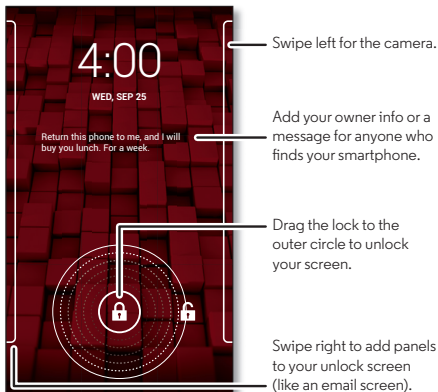 4:00
WED, SEP 25
Return this phone to me, and I will
buy you lunch. For a week.
Swipe left for the camera.
Add your owner info or a
message for anyone who
finds your smartphone.
Drag the lock to the
outer circle to unlock
your screen.
Swipe right to add panels
to your unlock screen
(like an email screen).